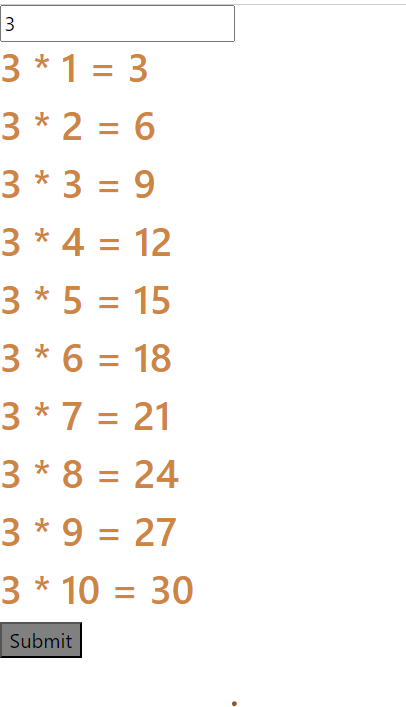 3
3 * 1 = 3
3 * 2 = 6
3 * 3 = 9
3 * 4 = 12
3 * 5 = 15
3 * 6 = 18
3 * 7 = 21
3 * 8 = 24
3 * 9 = 27
3 * 10 = 30
Submit